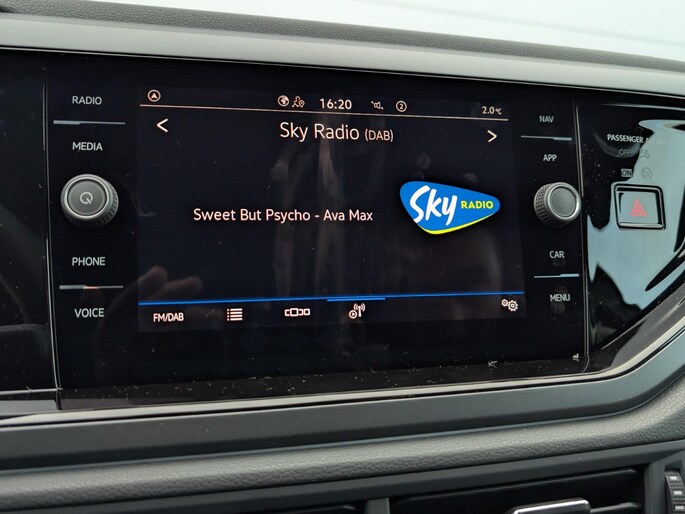 RADIO
MEDIA
PHONE
VOICE
16:20
2
2.0°C
< Sky Radio (DAB) >
Sweet But Psycho - Ava Max
Sky RADIO
FM/DAB
NAV
APP
CAR
MENU
PASSENGER
OFF
ON